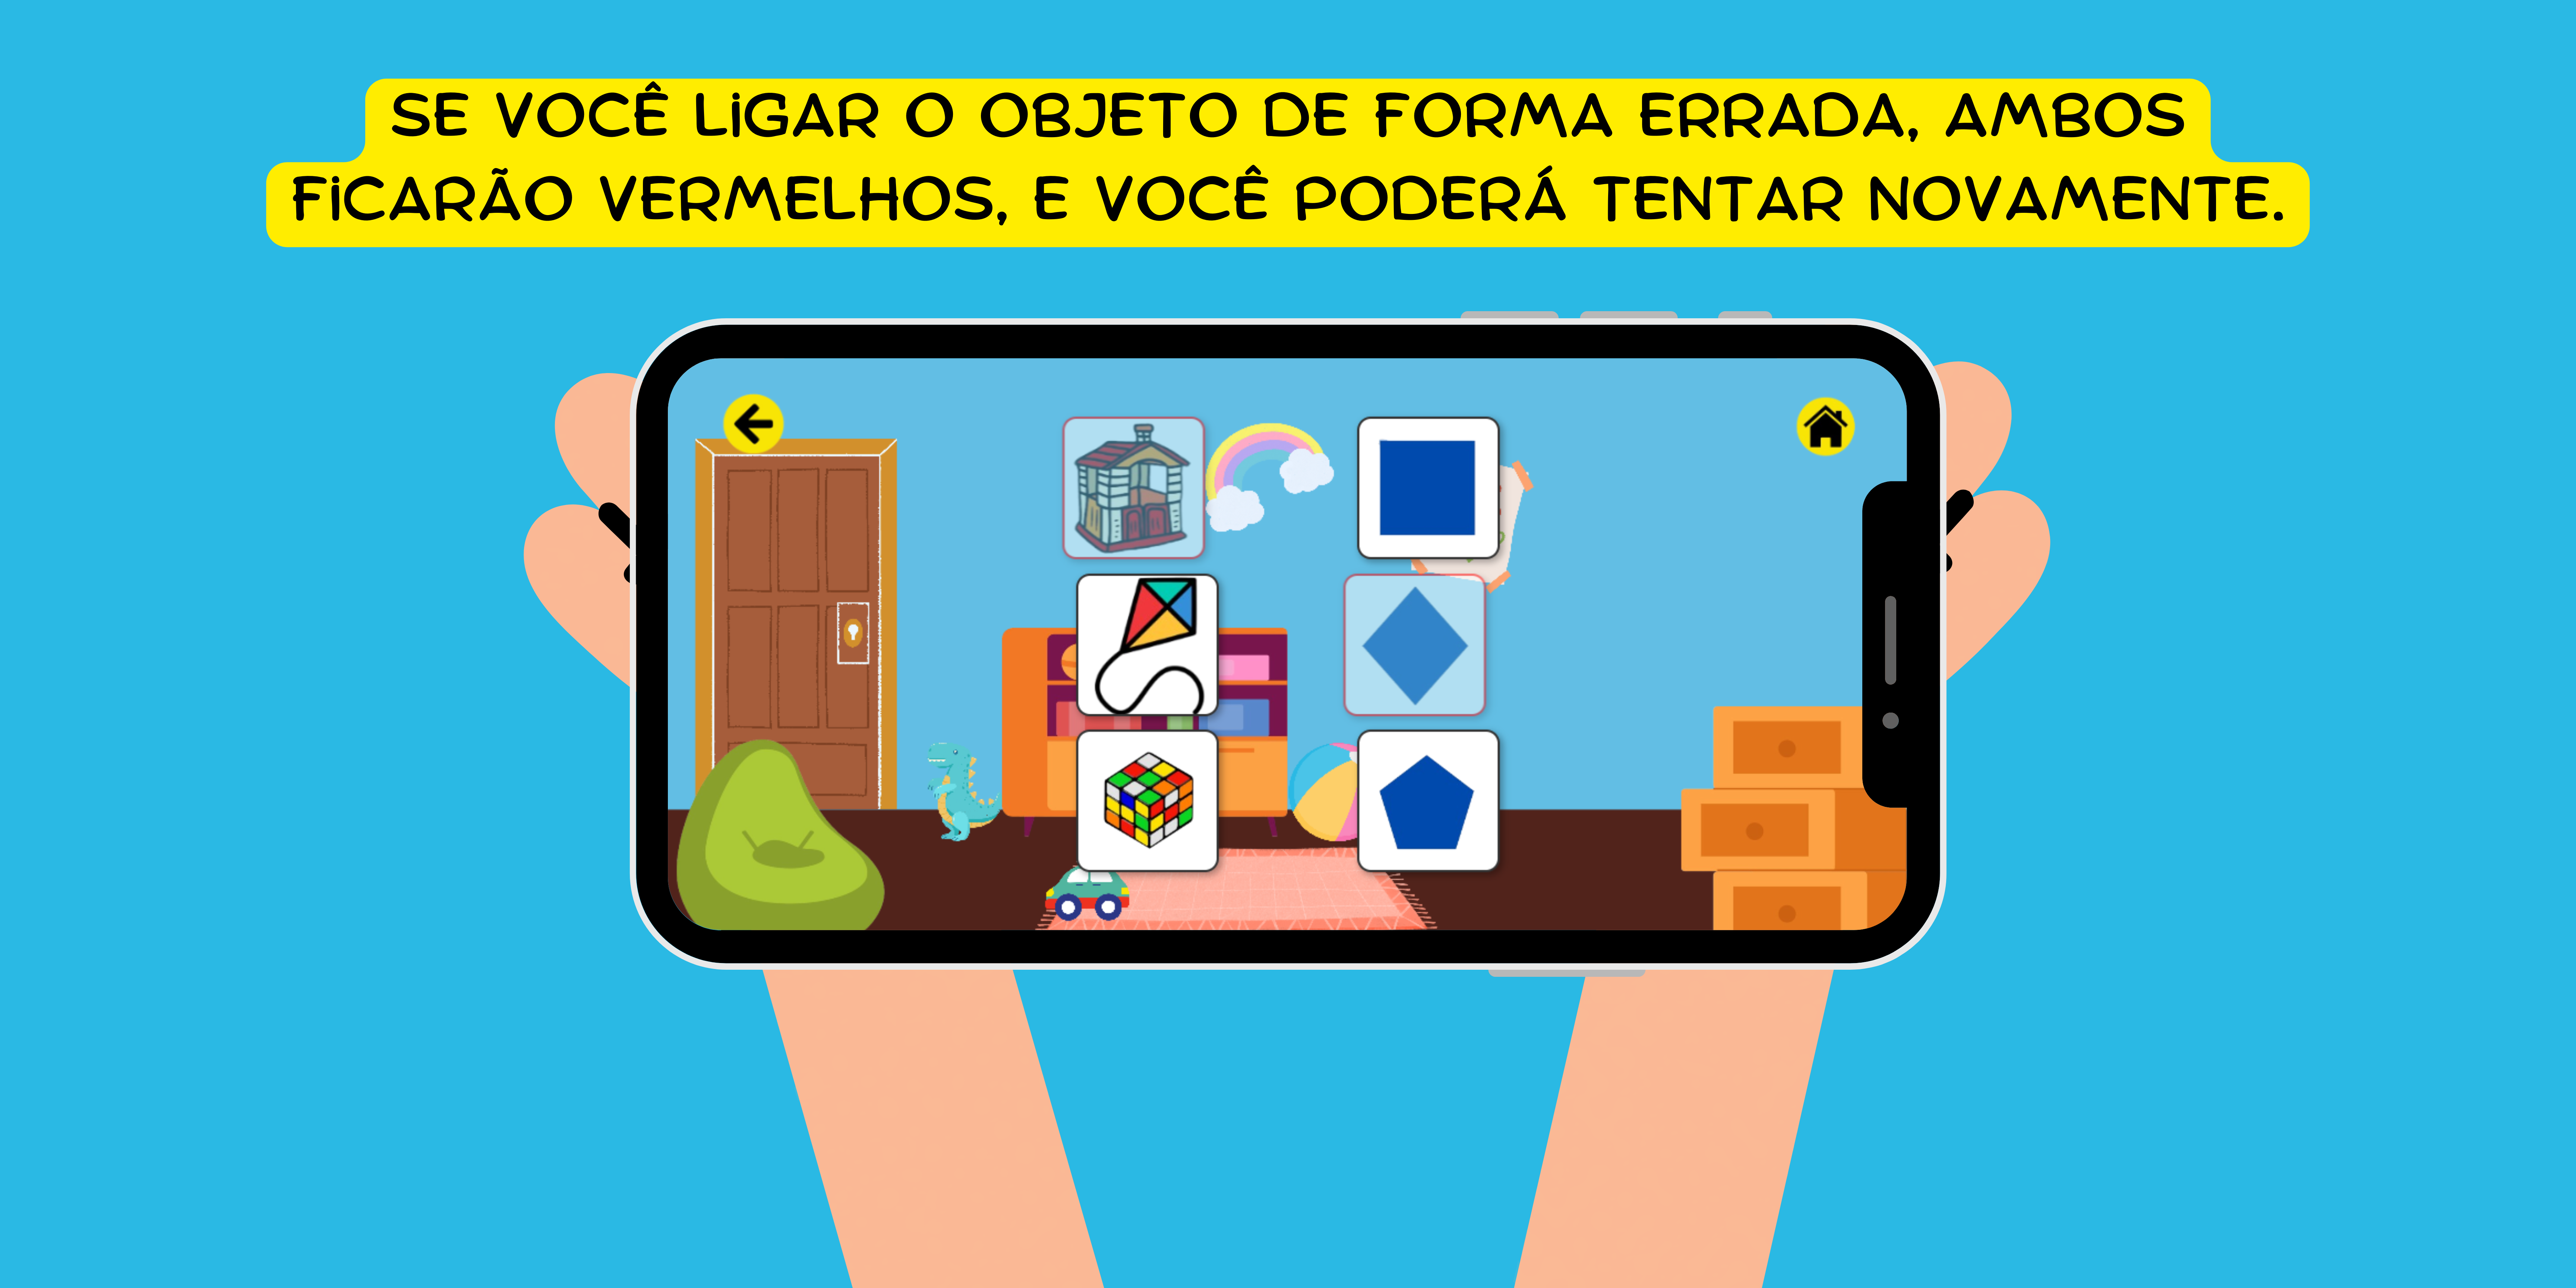 SE VOCÊ LIGAR O OBJETO DE FORMA ERRADA, AMBOS
FICARÃO VERMELHOS, E VOCÊ PODERÁ TENTAR NOVAMENTE.